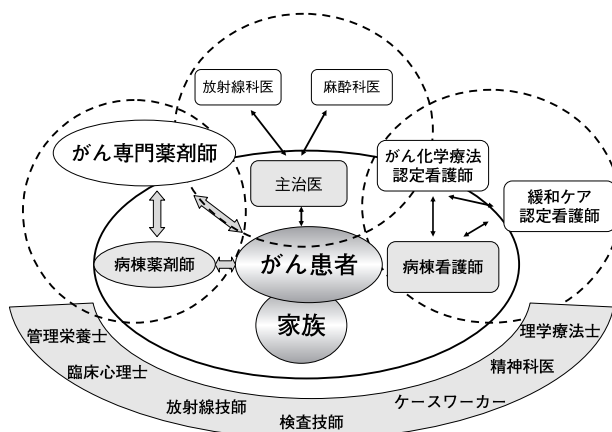 放射線科医
麻酔科医
がん専門薬剤師
がん化学療法
認定看護師
主治医
緩和ケア
認定看護師
病棟薬剤師
がん患者
病棟看護師
家族
管理栄養士
理学療法士
臨床心理士
精神科医
放射線技師
ケースワーカー
検査技師